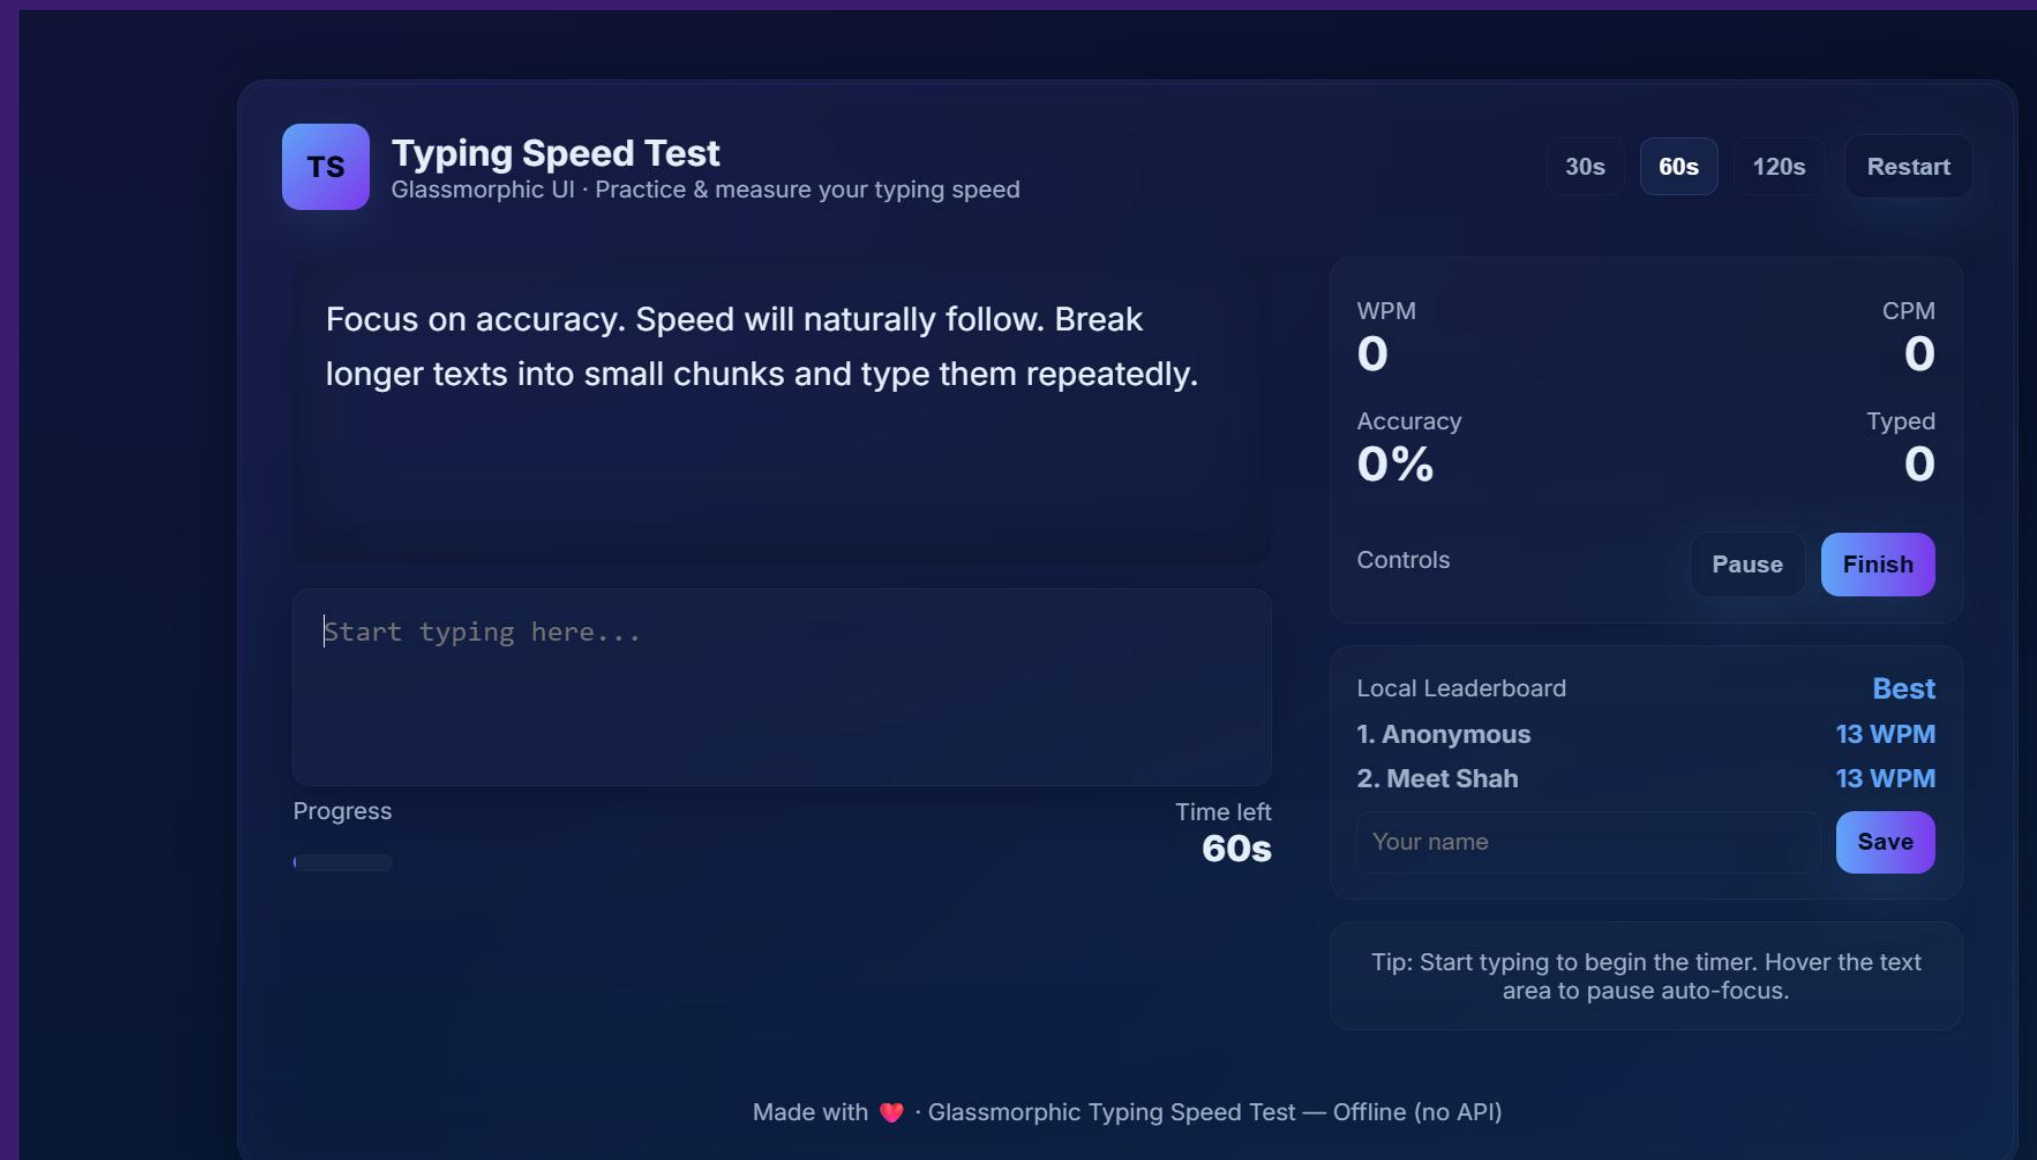 TS
Typing Speed Test
Glassmorphic UI · Practice & measure your typing speed
30s
60s
120s
Restart
Focus on accuracy. Speed will naturally follow. Break
longer texts into small chunks and type them repeatedly.
Start typing here...
Progress
Time left
60s
WPM
0
CPM
0
Accuracy
0%
Typed
0
Controls
Pause
Finish
Local Leaderboard
Best
1. Anonymous
13 WPM
2. Meet Shah
13 WPM
Your name
Save
Tip: Start typing to begin the timer. Hover the text
area to pause auto-focus.
Made with ❤️ · Glassmorphic Typing Speed Test — Offline (no API)